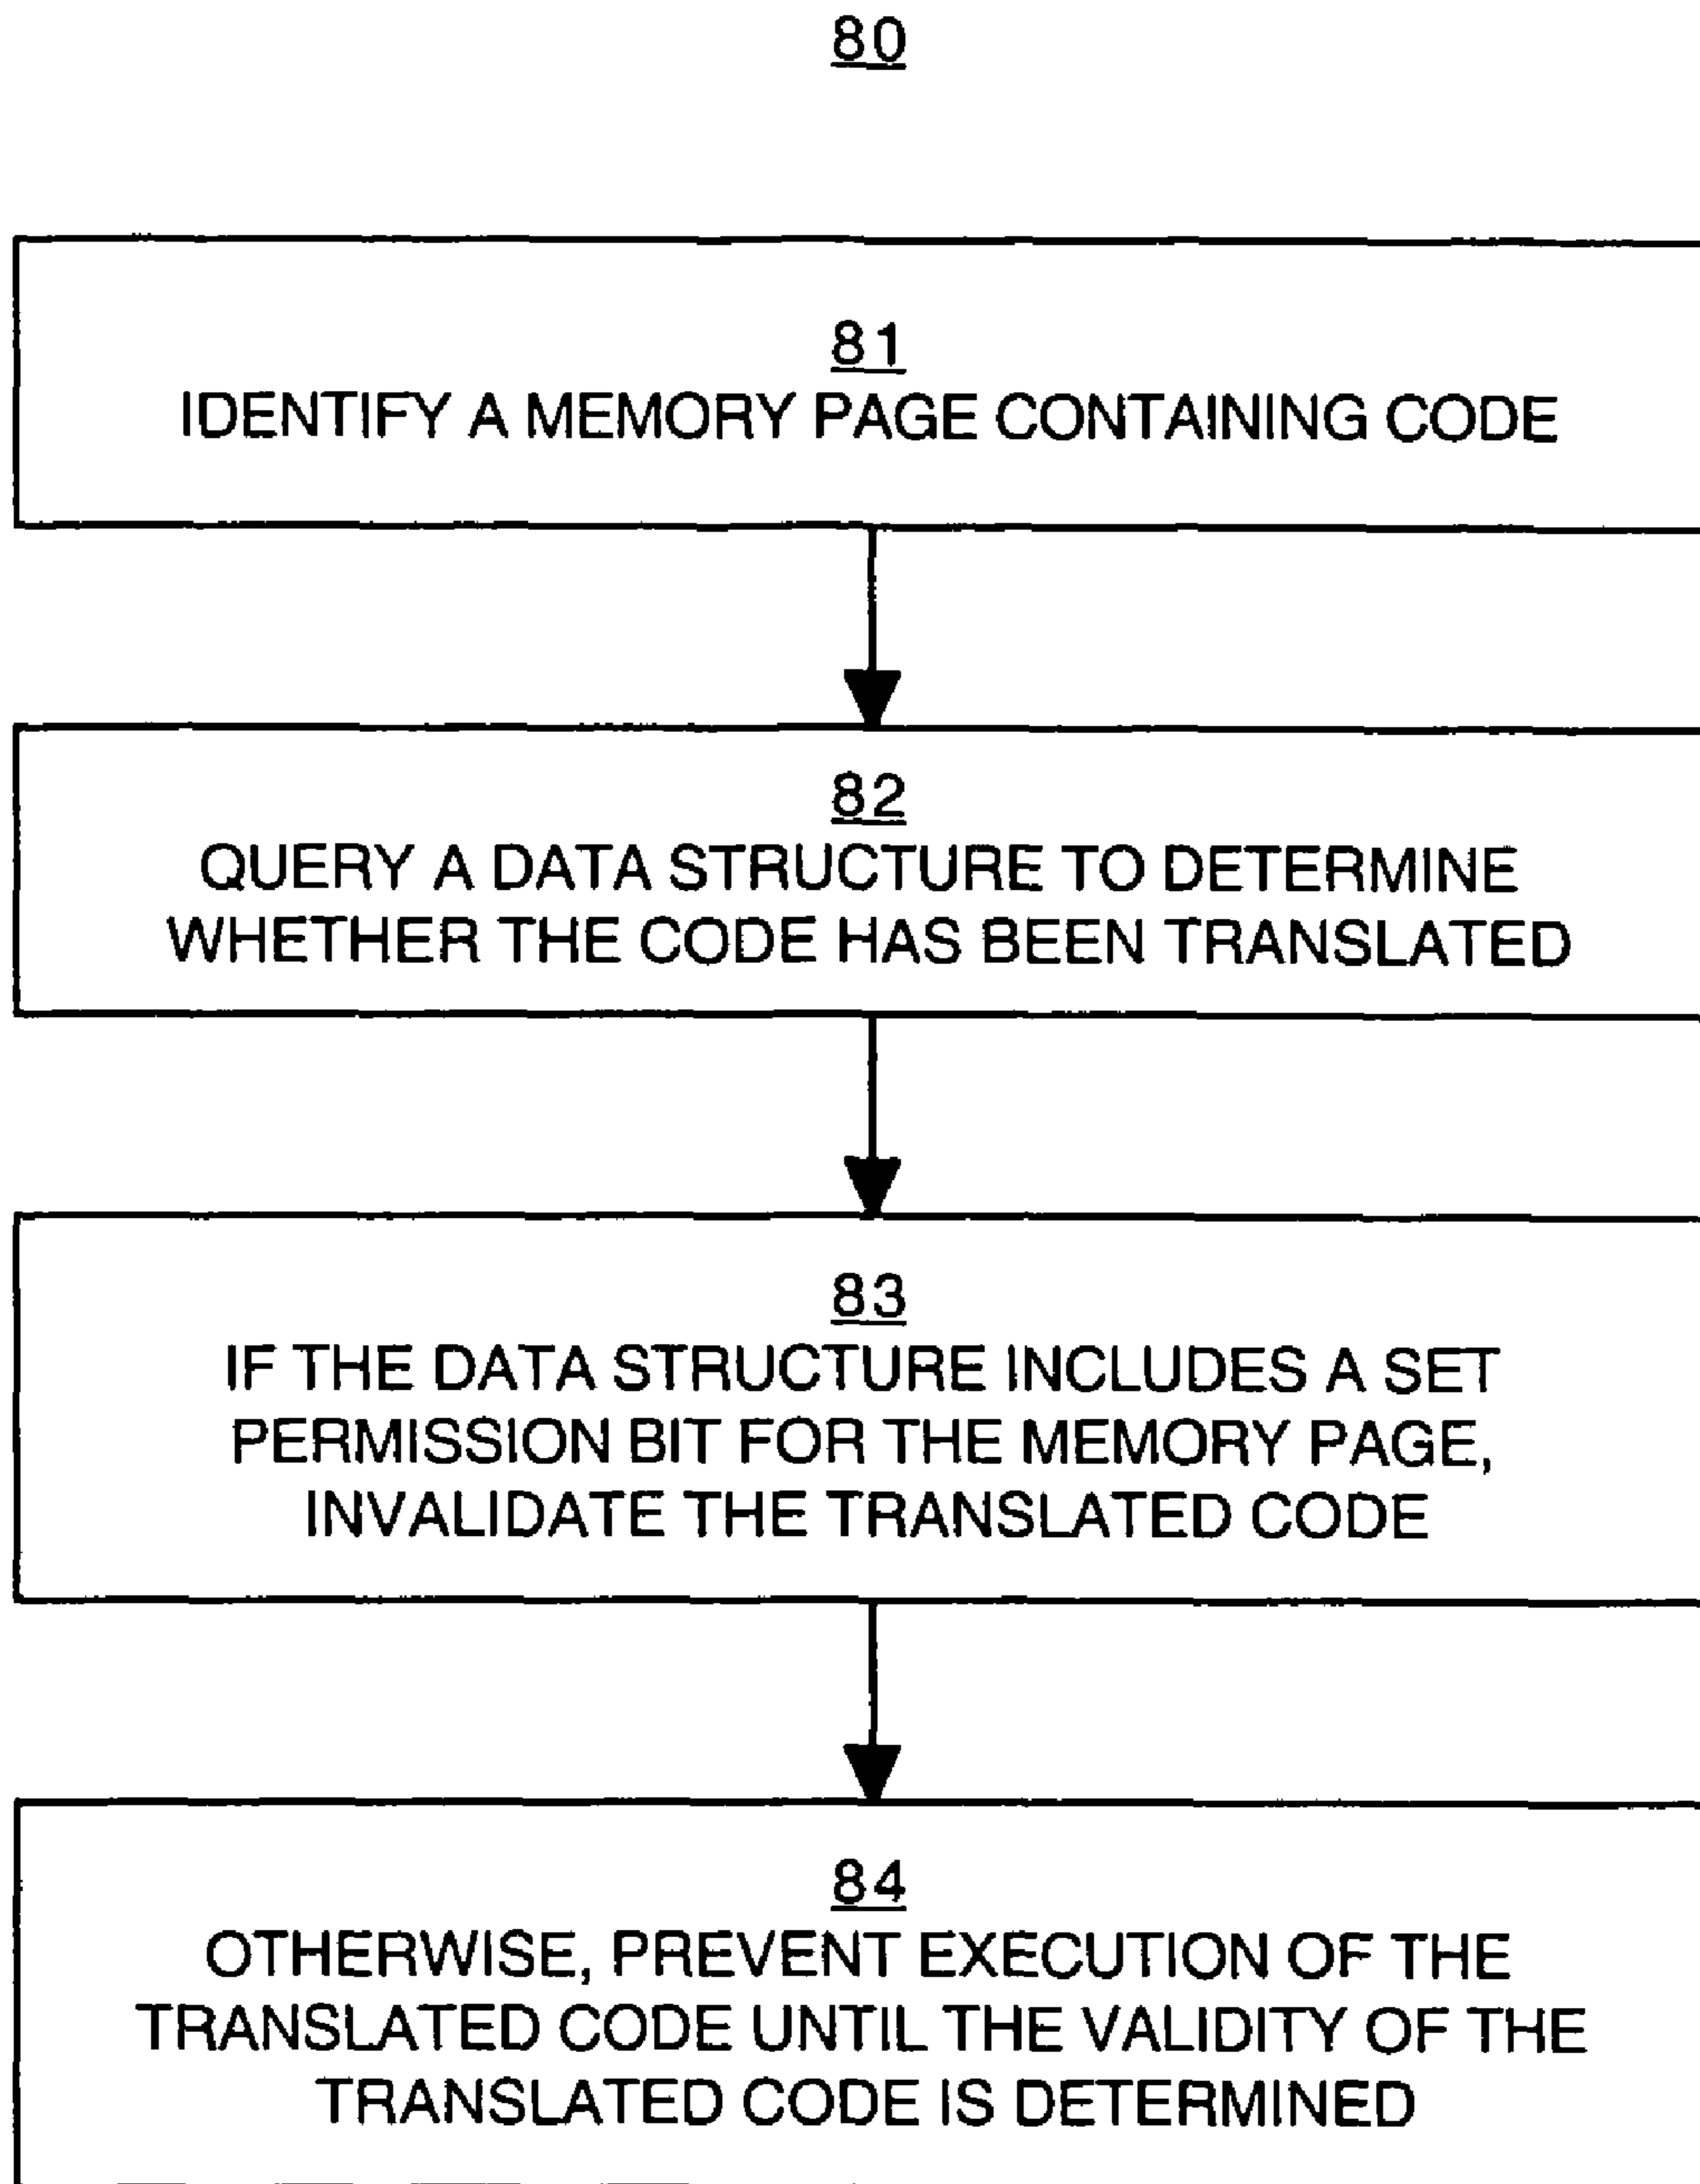 80
81
IDENTIFY A MEMORY PAGE CONTAINING CODE
82
QUERY A DATA STRUCTURE TO DETERMINE
WHETHER THE CODE HAS BEEN TRANSLATED
83
IF THE DATA STRUCTURE INCLUDES A SET
PERMISSION BIT FOR THE MEMORY PAGE,
INVALIDATE THE TRANSLATED CODE
84
OTHERWISE, PREVENT EXECUTION OF THE
TRANSLATED CODE UNTIL THE VALIDITY OF THE
TRANSLATED CODE IS DETERMINED